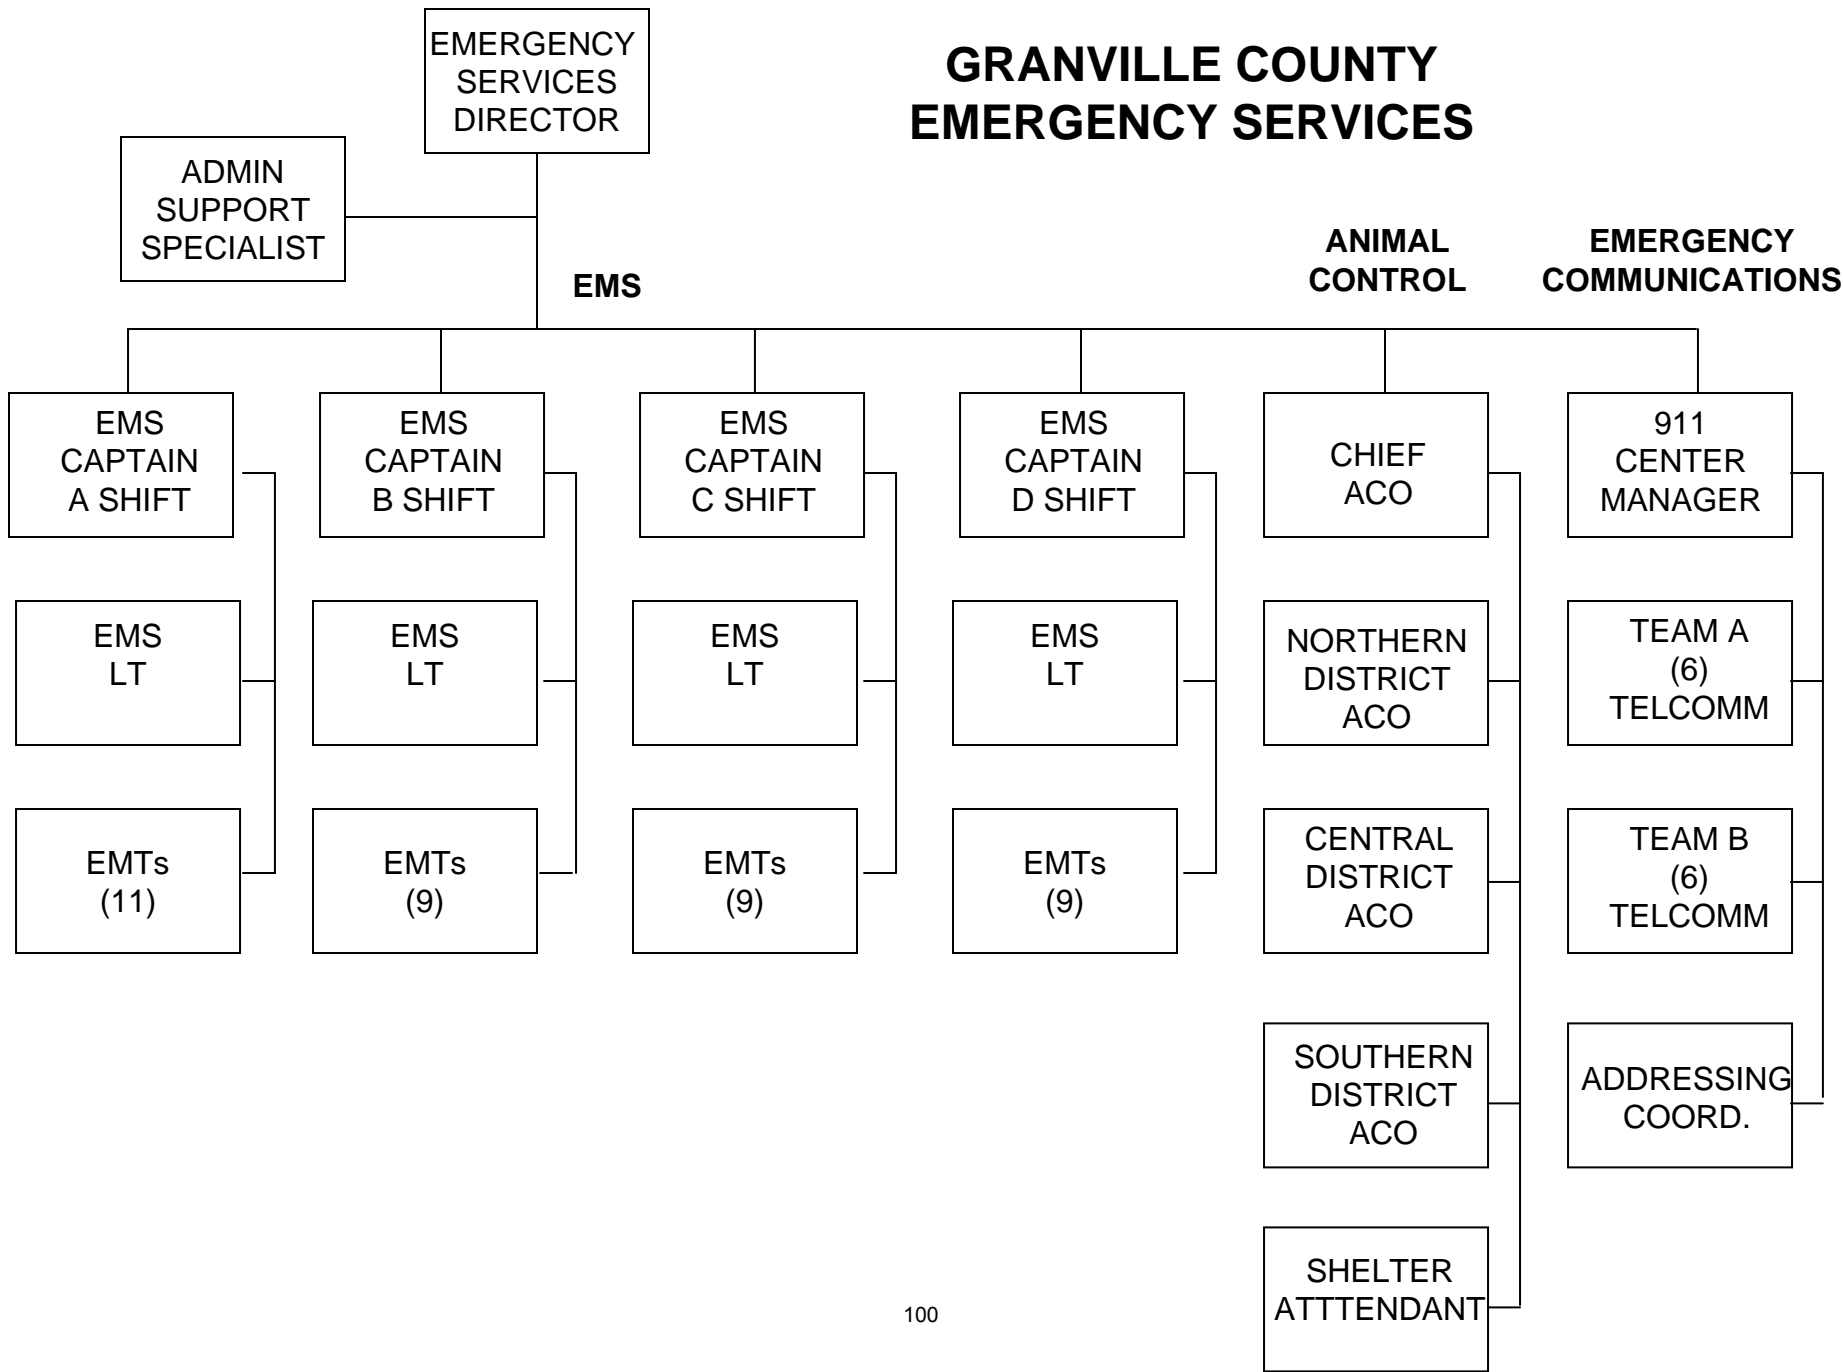 EMERGENCY
SERVICES
DIRECTOR
GRANVILLE COUNTY
EMERGENCY SERVICES
ADMIN
SUPPORT
SPECIALIST
EMS
ANIMAL
CONTROL
EMERGENCY
COMMUNICATIONS
EMS
CAPTAIN
A SHIFT
EMS
CAPTAIN
B SHIFT
EMS
CAPTAIN
C SHIFT
EMS
CAPTAIN
D SHIFT
CHIEF
ACO
911
CENTER
MANAGER
EMS
LT
EMS
LT
EMS
LT
EMS
LT
NORTHERN
DISTRICT
ACO
TEAM A
(6)
TELCOMM
EMTs
(11)
EMTs
(9)
EMTs
(9)
EMTs
(9)
CENTRAL
DISTRICT
ACO
TEAM B
(6)
TELCOMM
SOUTHERN
DISTRICT
ACO
ADDRESSING
COORD.
SHELTER
ATTTENDANT
100